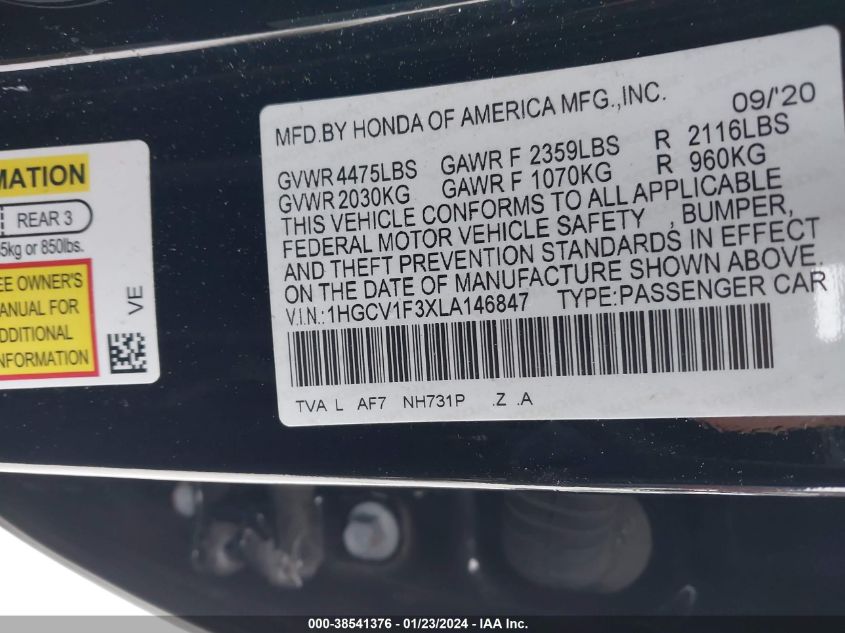 MATION
REAR 3
5kg or 850lbs.
EE OWNER'S
ANUAL FOR
DDITIONAL
NFORMATION
VE
MFD.BY HONDA OF AMERICA MFG.,INC. 09/'20
GVWR 4475LBS GAWR F 2359LBS R 2116LBS
GVWR 2030KG GAWR F 1070KG R 960KG
THIS VEHICLE CONFORMS TO ALL APPLICABLE
FEDERAL MOTOR VEHICLE SAFETY , BUMPER,
AND THEFT PREVENTION STANDARDS IN EFFECT
ON THE DATE OF MANUFACTURE SHOWN ABOVE.
V.I.N.:1HGCV1F3XLA146847 TYPE:PASSENGER CAR
TVA L AF7 NH731P .Z .A
000-38541376 | 01/23/2024 - IAA Inc.